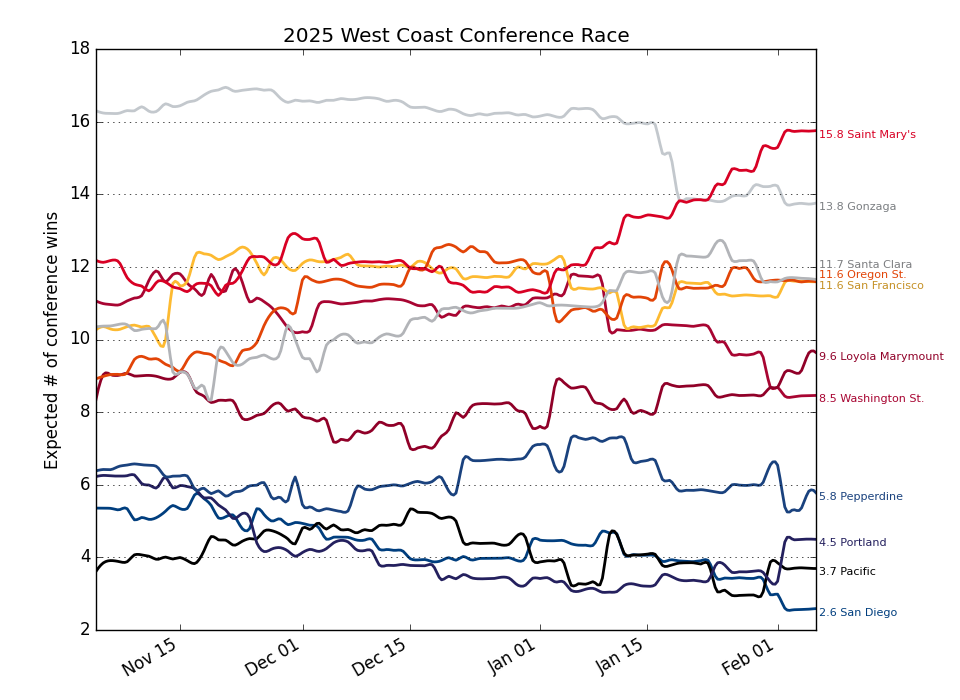 2025 West Coast Conference Race
Expected # of conference wins
18
16
14
12
10
8
6
4
2
Nov 15
Dec 01
Dec 15
Jan 01
Jan 15
Feb 01
15.8 Saint Mary's
13.8 Gonzaga
11.7 Santa Clara
11.6 Oregon St.
11.6 San Francisco
9.6 Loyola Marymount
8.5 Washington St.
5.8 Pepperdine
4.5 Portland
3.7 Pacific
2.6 San Diego